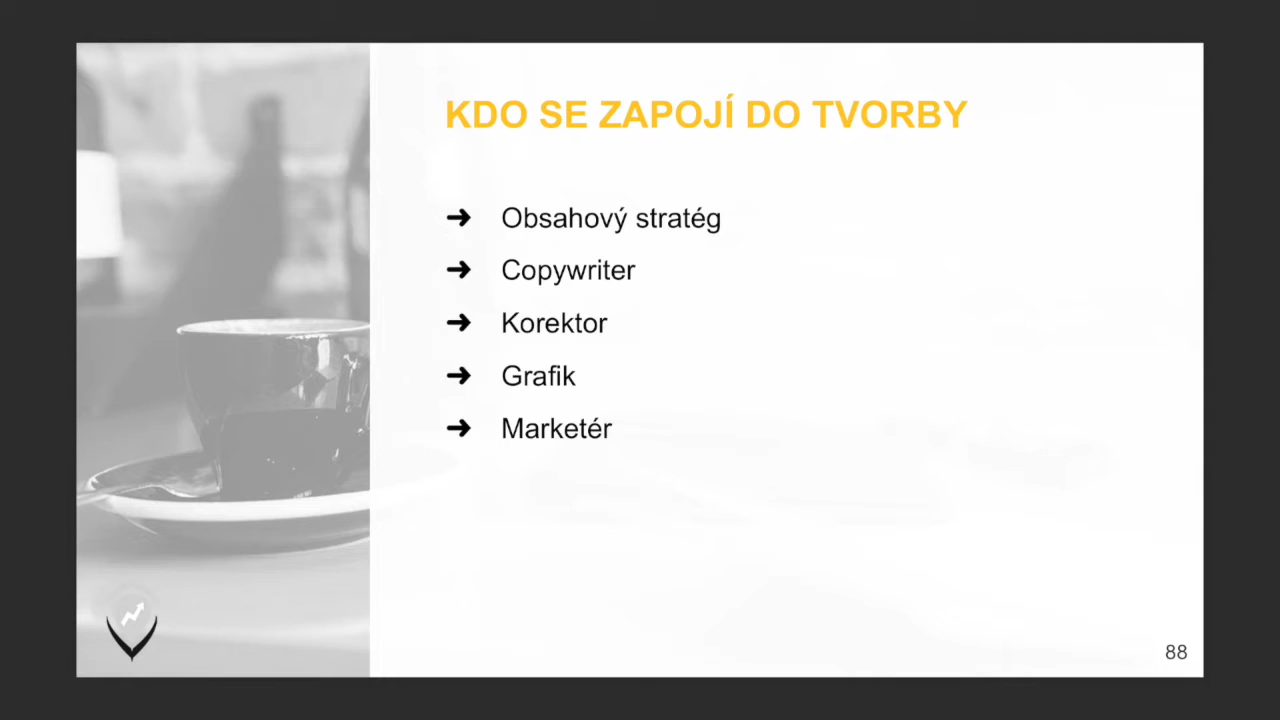 KDO SE ZAPOJÍ DO TVORBY
➜ Obsahový stratég
➜ Copywriter
➜ Korektor
➜ Grafik
➜ Marketér
88